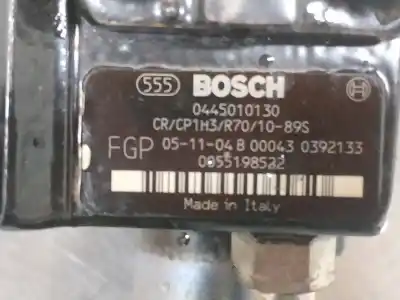 555 BOSCH
0445010130
CR/CP1H3/R70/10-89S
FGP 05-11-04 B 00043 0392133
0055198522
Made in Italy